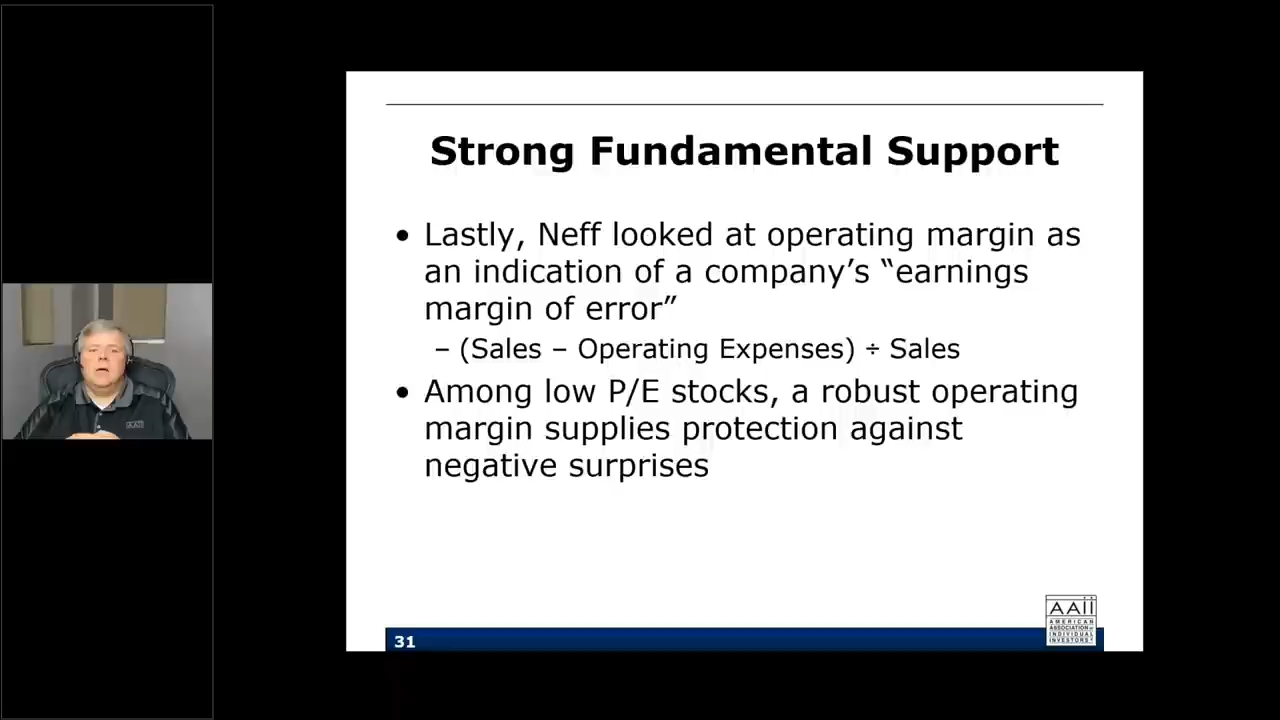 Strong Fundamental Support
• Lastly, Neff looked at operating margin as
an indication of a company’s “earnings
margin of error”
– (Sales – Operating Expenses) ÷ Sales
• Among low P/E stocks, a robust operating
margin supplies protection against
negative surprises
31
AAII
AMERICAN
ASSOCIATION of
INDIVIDUAL
INVESTORS®
AAII